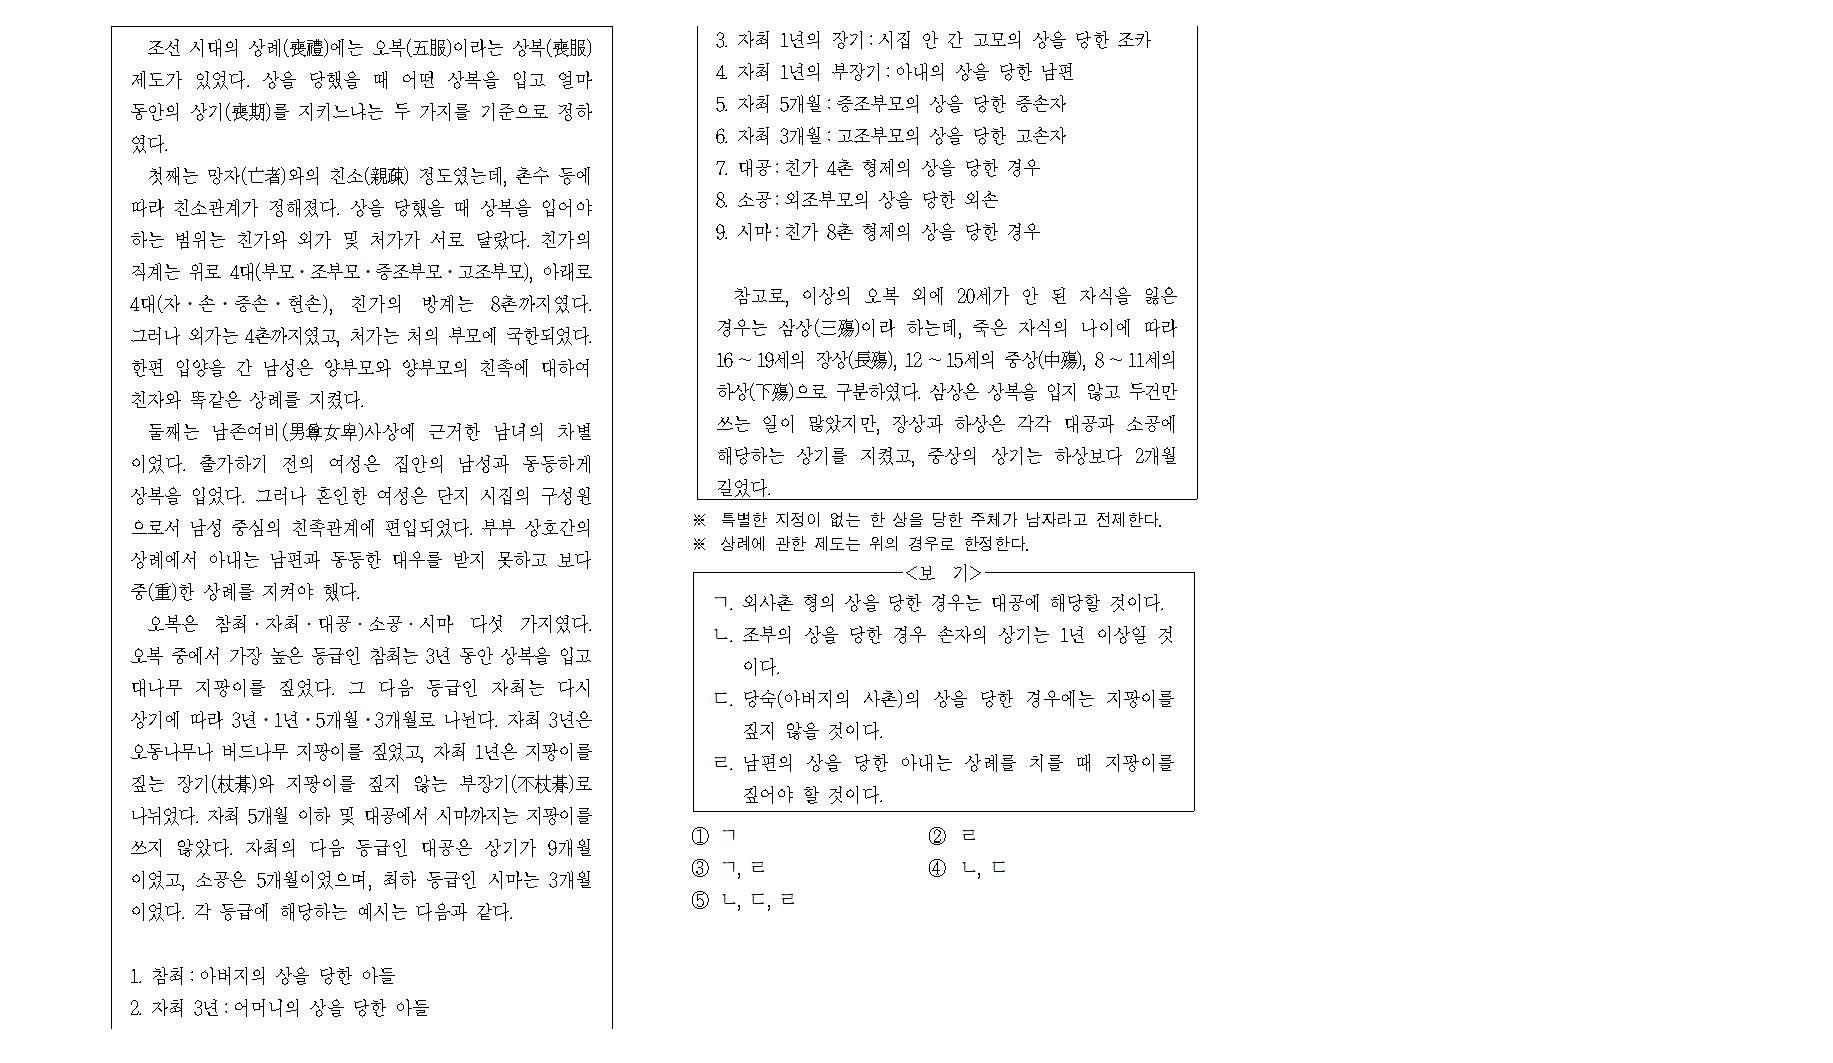 조선 시대의 상례(喪禮)에는 오복(五服)이라는 상복(喪服)
제도가 있었다. 상을 당했을 때 어떤 상복을 입고 얼마
동안의 상기(喪期)를 지키느냐는 두 가지를 기준으로 정하
였다.
첫째는 망자(亡者)와의 친소(親疎) 정도였는데, 촌수 등에
따라 친소관계가 정해졌다. 상을 당했을 때 상복을 입어야
하는 범위는 친가와 외가 및 처가가 서로 달랐다. 친가의
직계는 위로 4대(부모・조부모・증조부모・고조부모), 아래로
4대(자・손・증손・현손), 친가의 방계는 8촌까지였다.
그러나 외가는 4촌까지였고, 처가는 처의 부모에 국한되었다.
한편 입양을 간 남성은 양부모와 양부모의 친족에 대하여
친자와 똑같은 상례를 지켰다.
둘째는 남존여비(男尊女卑)사상에 근거한 남녀의 차별
이었다. 출가하기 전의 여성은 집안의 남성과 동등하게
상복을 입었다. 그러나 혼인한 여성은 단지 시집의 구성원
으로서 남성 중심의 친족관계에 편입되었다. 부부 상호간의
상례에서 아내는 남편과 동등한 대우를 받지 못하고 보다
중(重)한 상례를 지켜야 했다.
오복은 참최・자최・대공・소공・시마 다섯 가지였다.
오복 중에서 가장 높은 등급인 참최는 3년 동안 상복을 입고
대나무 지팡이를 짚었다. 그 다음 등급인 자최는 다시
상기에 따라 3년・1년・5개월・3개월로 나뉜다. 자최 3년은
오동나무나 버드나무 지팡이를 짚었고, 자최 1년은 지팡이를
짚는 장기(杖朞)와 지팡이를 짚지 않는 부장기(不杖朞)로
나뉘었다. 자최 5개월 이하 및 대공에서 시마까지는 지팡이를
쓰지 않았다. 자최의 다음 등급인 대공은 상기가 9개월
이었고, 소공은 5개월이었으며, 최하 등급인 시마는 3개월
이었다. 각 등급에 해당하는 예시는 다음과 같다.
1. 참최 : 아버지의 상을 당한 아들
2. 자최 3년 : 어머니의 상을 당한 아들
3. 자최 1년의 장기 : 시집 안 간 고모의 상을 당한 조카
4. 자최 1년의 부장기 : 아내의 상을 당한 남편
5. 자최 5개월 : 증조부모의 상을 당한 증손자
6. 자최 3개월 : 고조부모의 상을 당한 고손자
7. 대공 : 친가 4촌 형제의 상을 당한 경우
8. 소공 : 외조부모의 상을 당한 외손
9. 시마 : 친가 8촌 형제의 상을 당한 경우
참고로, 이상의 오복 외에 20세가 안 된 자식을 잃은
경우는 삼상(三殤)이라 하는데, 죽은 자식의 나이에 따라
16 ~ 19세의 장상(長殤), 12 ~ 15세의 중상(中殤), 8 ~ 11세의
하상(下殤)으로 구분하였다. 삼상은 상복을 입지 않고 두건만
쓰는 일이 많았지만, 장상과 하상은 각각 대공과 소공에
해당하는 상기를 지켰고, 중상의 상기는 하상보다 2개월
길었다.
※ 특별한 지정이 없는 한 상을 당한 주체가 남자라고 전제한다.
※ 상례에 관한 제도는 위의 경우로 한정한다.
<보 기>
ㄱ. 외사촌 형의 상을 당한 경우는 대공에 해당할 것이다.
ㄴ. 조부의 상을 당한 경우 손자의 상기는 1년 이상일 것
이다.
ㄷ. 당숙(아버지의 사촌)의 상을 당한 경우에는 지팡이를
짚지 않을 것이다.
ㄹ. 남편의 상을 당한 아내는 상례를 치를 때 지팡이를
짚어야 할 것이다.
① ㄱ
② ㄹ
③ ㄱ, ㄹ
④ ㄴ, ㄷ
⑤ ㄴ, ㄷ, ㄹ